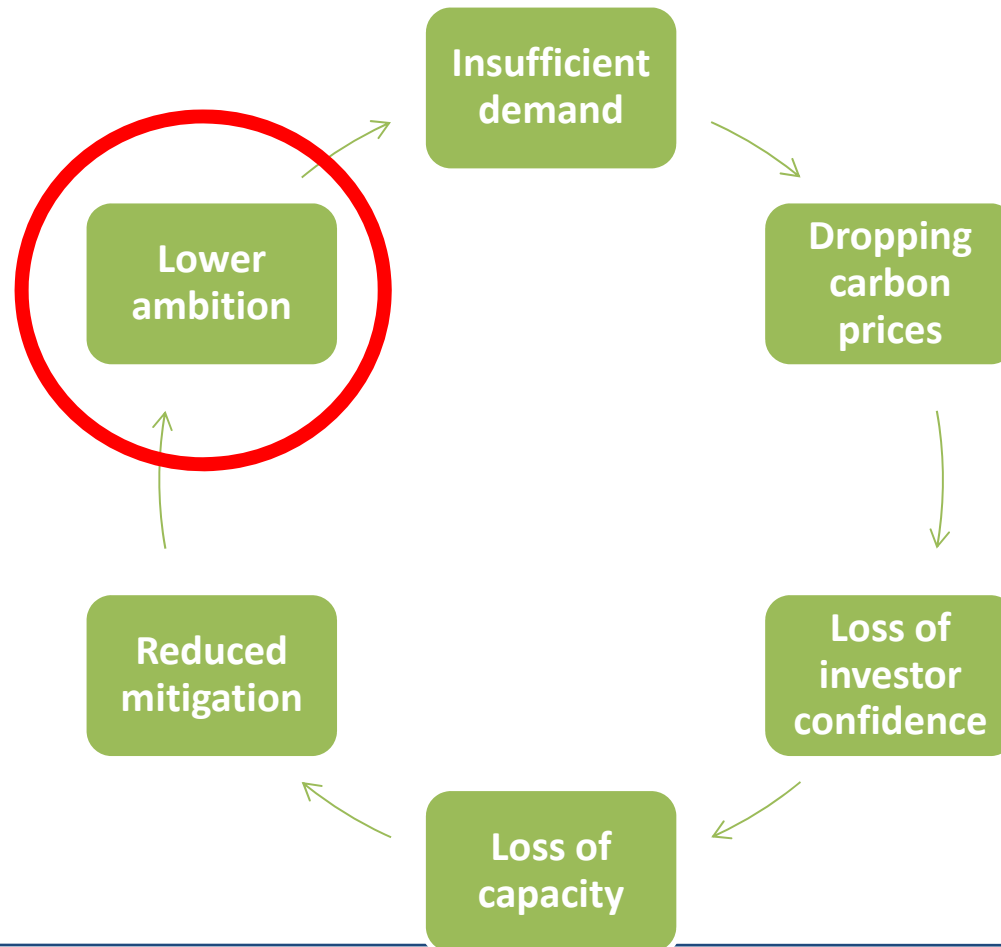 Insufficient
demand
Dropping
carbon
prices
Loss of
investor
confidence
Loss of
capacity
Reduced
mitigation
Lower
ambition